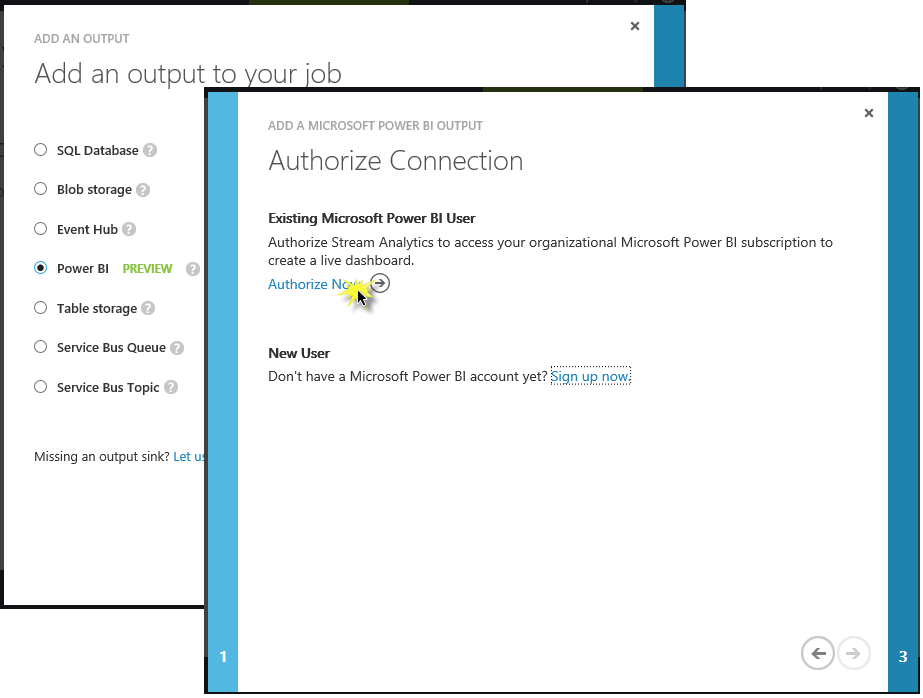 ADD AN OUTPUT
Add an output to your job
SQL Database ?
Blob storage ?
Event Hub ?
Power BI PREVIEW ?
Table storage ?
Service Bus Queue ?
Service Bus Topic ?
Missing an output sink? Let us
ADD A MICROSOFT POWER BI OUTPUT
Authorize Connection
Existing Microsoft Power BI User
Authorize Stream Analytics to access your organizational Microsoft Power BI subscription to
create a live dashboard.
Authorize Now
New User
Don't have a Microsoft Power BI account yet? Sign up now.
1
3